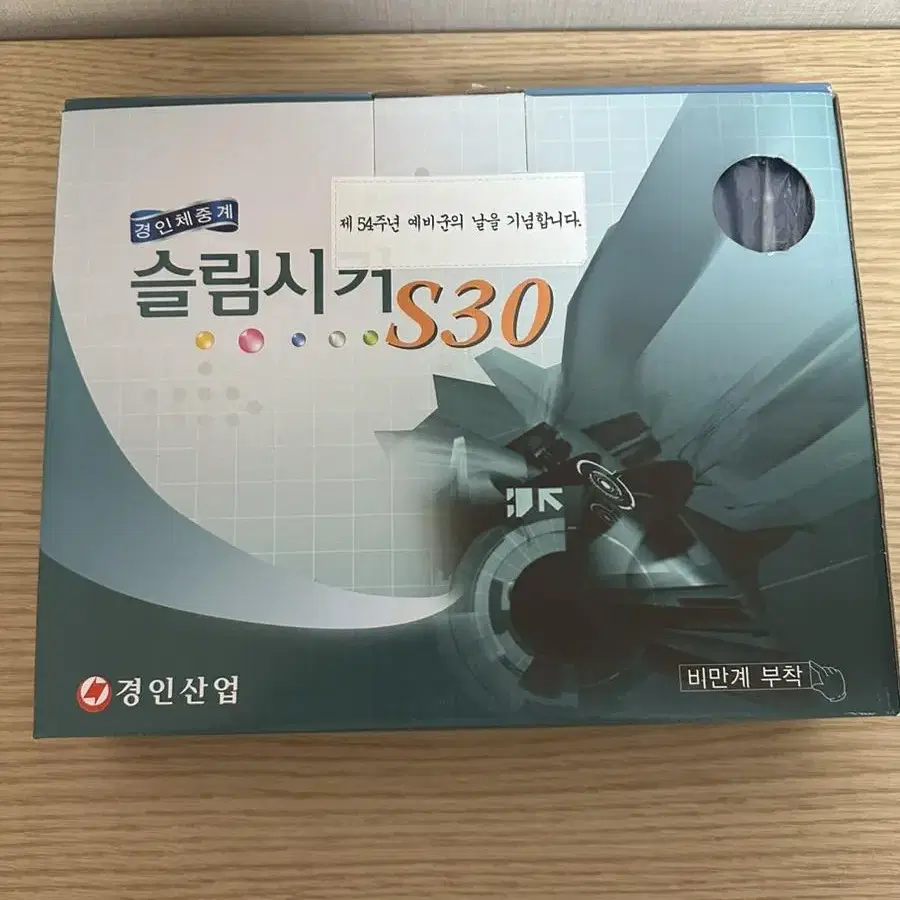 제 54주년 예비군의 날을 기념합니다.
경인체중계
슬림시커
S30
경인산업
비만계 부착